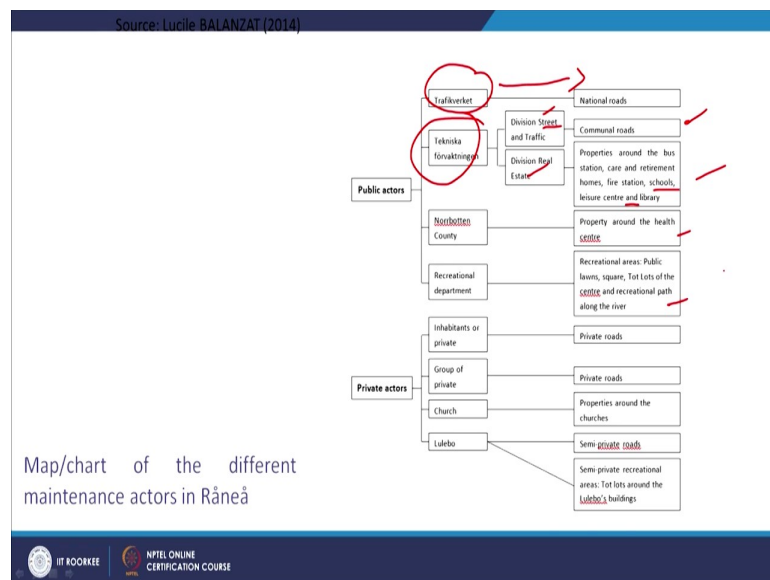 Source: Lucile BALANZAT (2014)
Public actors
Trafikverket
National roads
Tekniska
förvaktningen
Division Street
and Traffic
Communal roads
Division Real
Estate
Properties around the bus
station, care and retirement
homes, fire station, schools,
leisure centre and library
Norrbotten
County
Property around the health
centre
Recreational
department
Recreational areas: Public
lawns, square, Tot Lots of the
centre and recreational path
along the river
Private actors
Inhabitants or
private
Private roads
Group of
private
Private roads
Church
Properties around the
churches
Lulebo
Semi-private roads
Semi-private recreational
areas: Tot lots around the
Lulebo's buildings
Map/chart of the different
maintenance actors in Råneå
IIT ROORKEE
NPTEL ONLINE
CERTIFICATION COURSE
NPTEL